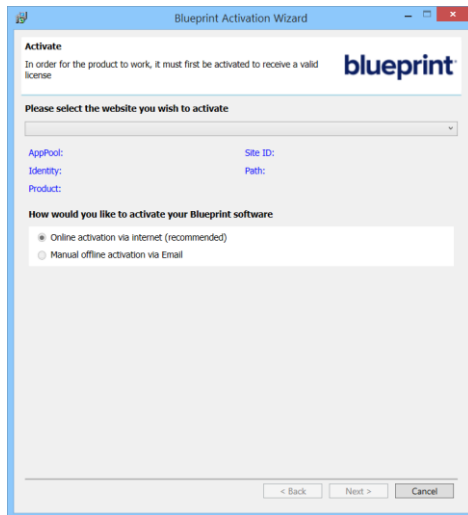 Blueprint Activation Wizard
Activate
In order for the product to work, it must first be activated to receive a valid
license
blueprint
Please select the website you wish to activate
AppPool:
Site ID:
Identity:
Path:
Product:
How would you like to activate your Blueprint software
Online activation via internet (recommended)
Manual offline activation via Email
< Back
Next >
Cancel